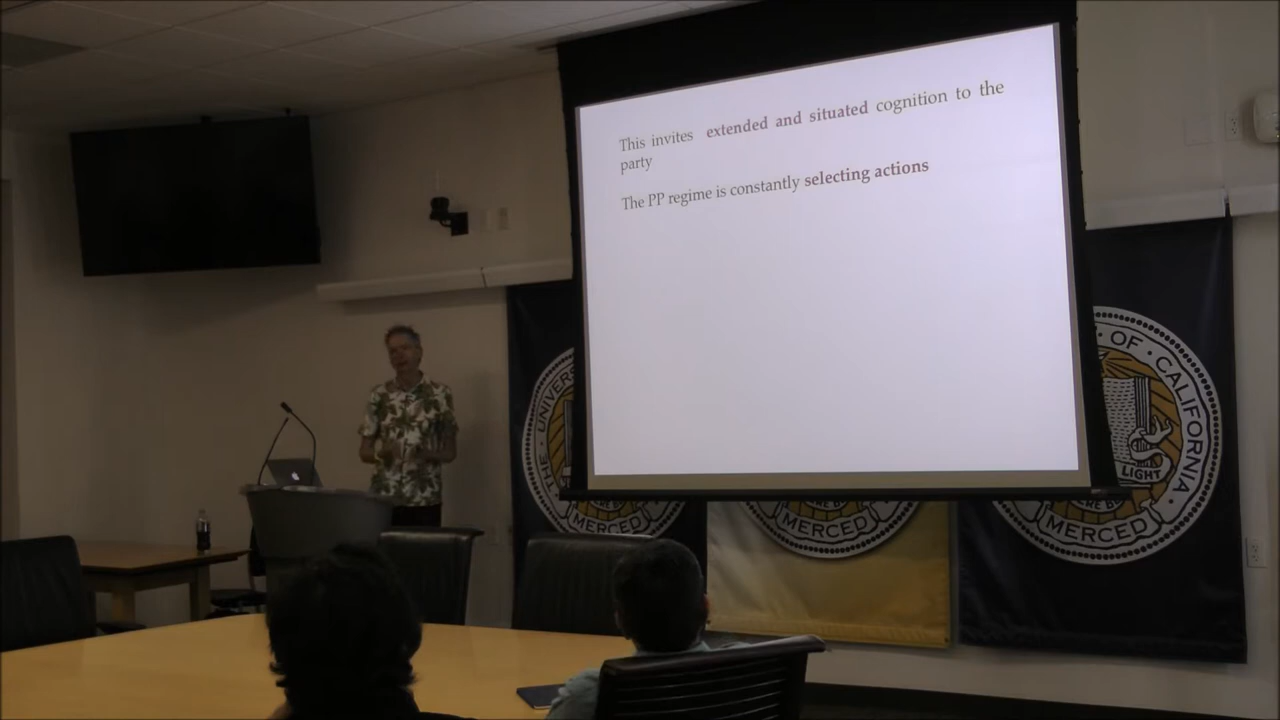 This invites extended and situated cognition to the
party
The PP regime is constantly selecting actions
THE · UNIVERS
MERCED
MERCED
OF · CALIFORNIA ·
LIGHT
MERCED